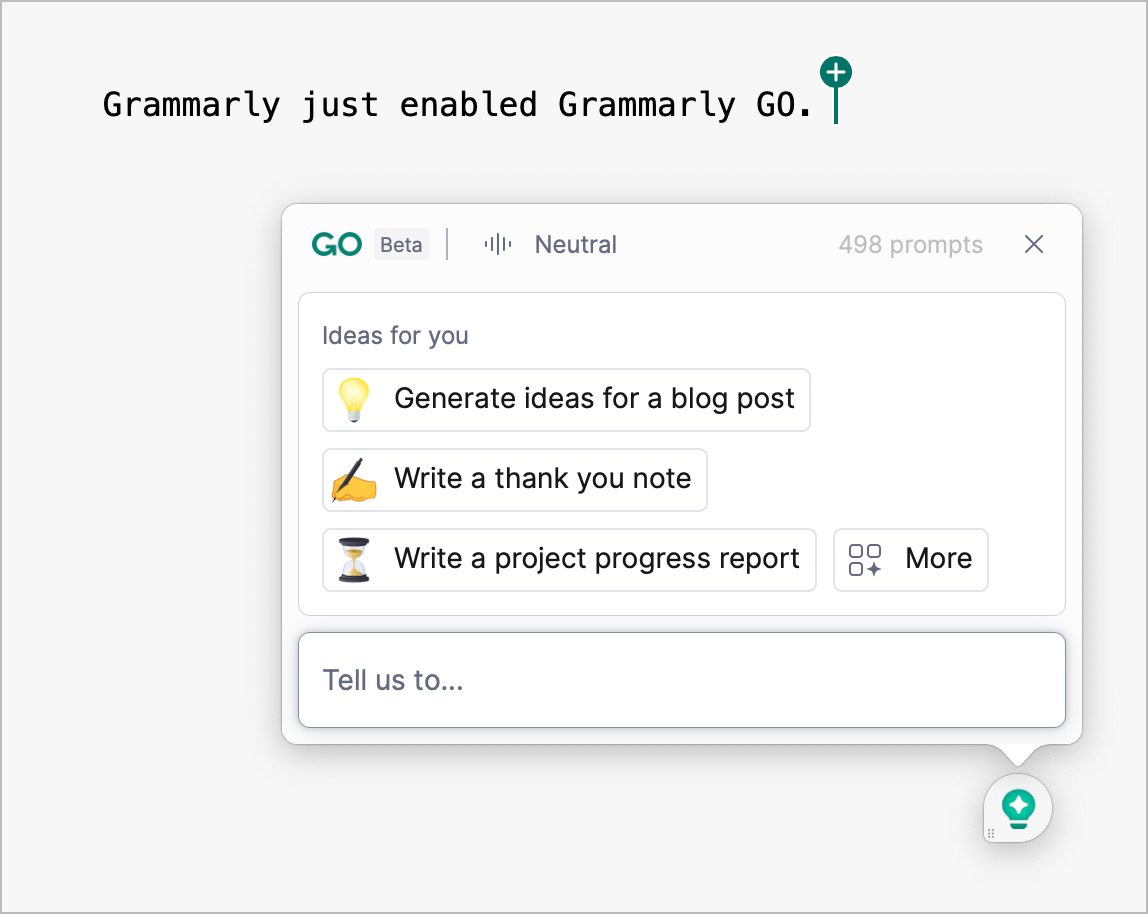 Grammarly just enabled Grammarly GO.
GO Beta Neutral 498 prompts
Ideas for you
Generate ideas for a blog post
Write a thank you note
Write a project progress report More
Tell us to...